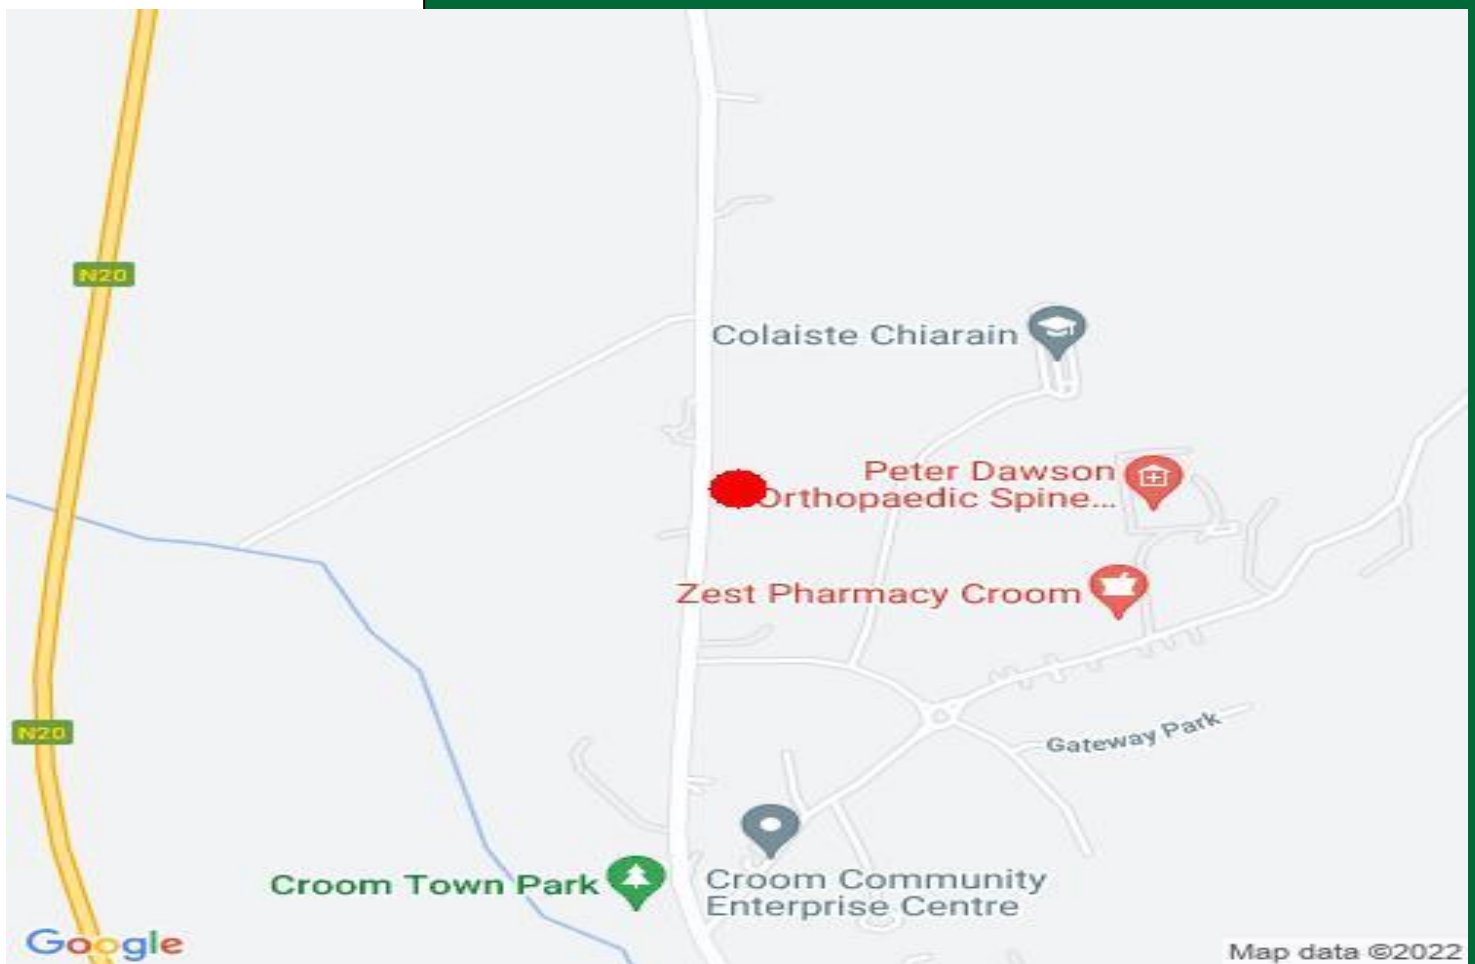 N20
Colaiste Chiarain
Peter Dawson
Orthopaedic Spine...
Zest Pharmacy Croom
N20
Gateway Park
Croom Town Park
Croom Community
Enterprise Centre
Google
Map data ©2022